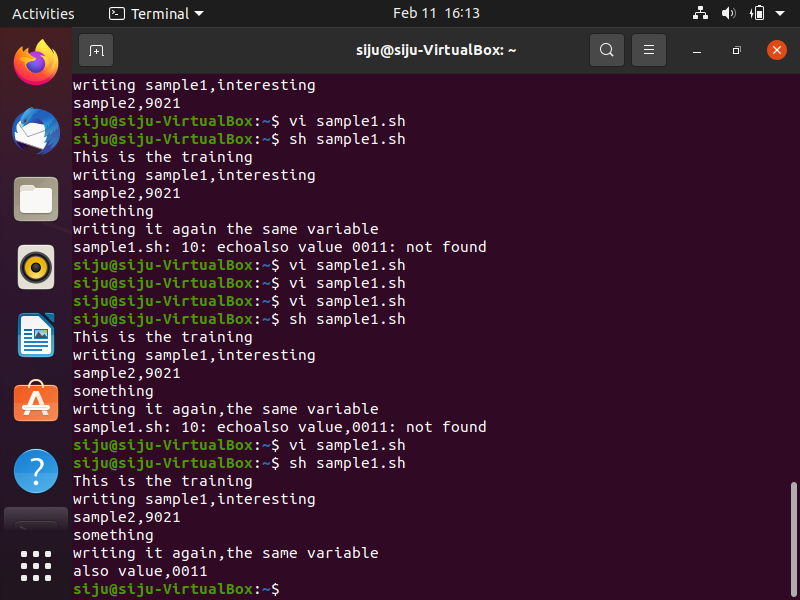 Activities Terminal Feb 11 16:13
siju@siju-VirtualBox: ~
writing sample1,interesting
sample2,9021
siju@siju-VirtualBox:~$ vi sample1.sh
siju@siju-VirtualBox:~$ sh sample1.sh
This is the training
writing sample1,interesting
sample2,9021
something
writing it again the same variable
sample1.sh: 10: echoalso value 0011: not found
siju@siju-VirtualBox:~$ vi sample1.sh
siju@siju-VirtualBox:~$ vi sample1.sh
siju@siju-VirtualBox:~$ vi sample1.sh
siju@siju-VirtualBox:~$ sh sample1.sh
This is the training
writing sample1,interesting
sample2,9021
something
writing it again,the same variable
sample1.sh: 10: echoalso value,0011: not found
siju@siju-VirtualBox:~$ vi sample1.sh
siju@siju-VirtualBox:~$ sh sample1.sh
This is the training
writing sample1,interesting
sample2,9021
something
writing it again,the same variable
also value,0011
siju@siju-VirtualBox:~$